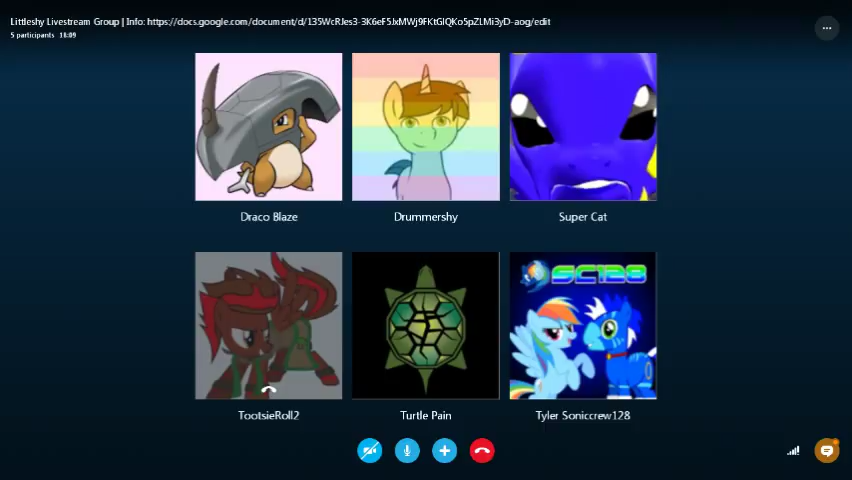 Littleshy Livestream Group | Info: https://docs.google.com/document/d/135WcRJes3-3K6eF5JxMWj9FKtGlQKo5pZLMi3yD-aog/edit
5 participants 18:09
Draco Blaze
Drummershy
Super Cat
SC128
TootsieRoll2
Turtle Pain
Tyler Soniccrew128